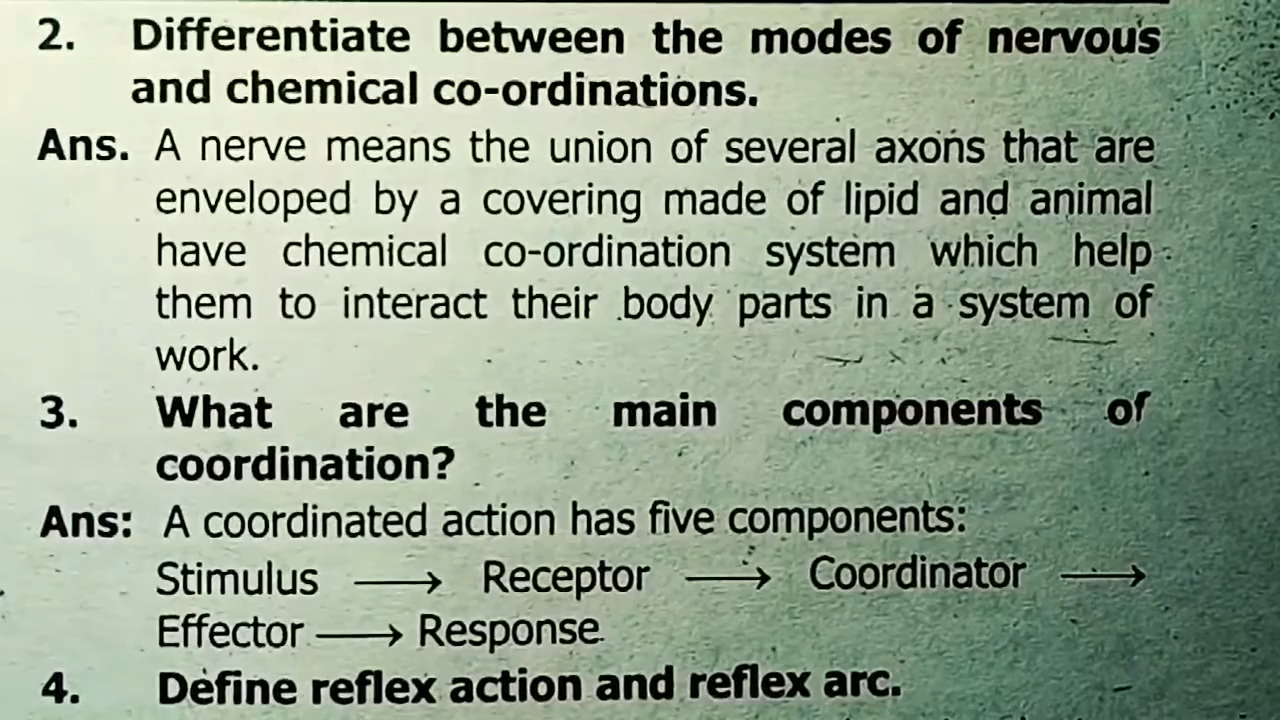 2. Differentiate between the modes of nervous
and chemical co-ordinations.
Ans. A nerve means the union of several axons that are
enveloped by a covering made of lipid and animal
have chemical co-ordination system which help
them to interact their body parts in a system of
work.
3. What are the main components of
coordination?
Ans: A coordinated action has five components:
Stimulus ⟶ Receptor ⟶ Coordinator ⟶
Effector ⟶ Response
4. Define reflex action and reflex arc.